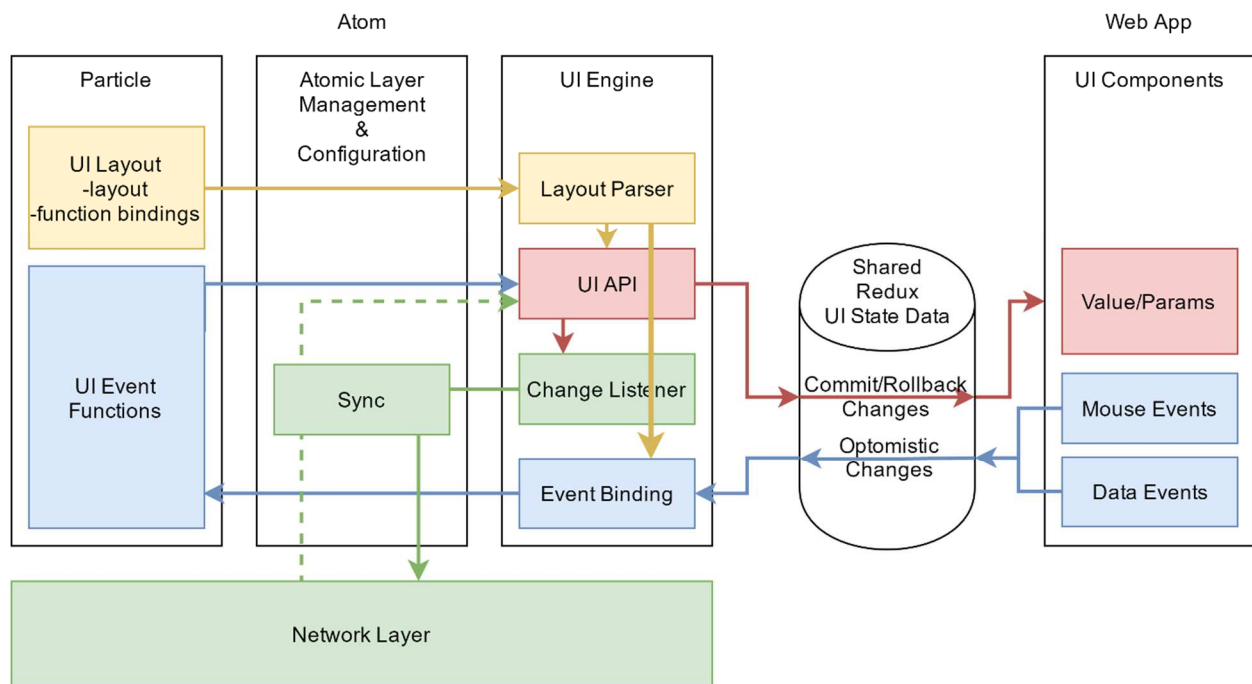 Atom
Web App
Particle
Atomic Layer
Management
&
Configuration
UI Engine
UI Components
UI Layout
-layout
-function bindings
Layout Parser
UI API
Shared
Redux
UI State Data
Value/Params
UI Event
Functions
Sync
Change Listener
Commit/Rollback
Changes
Mouse Events
Optomistic
Changes
Event Binding
Data Events
Network Layer